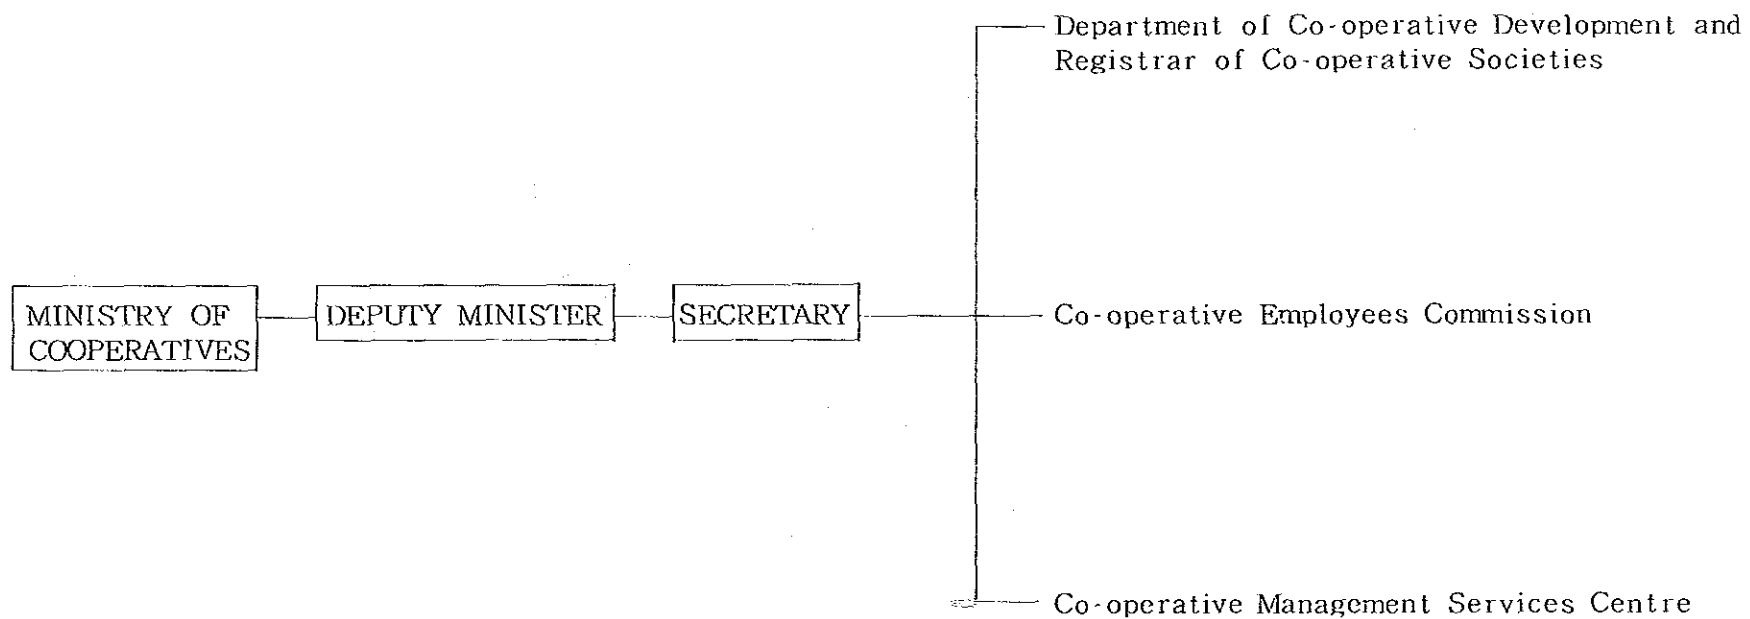 Department of Co-operative Development and
Registrar of Co-operative Societies
MINISTRY OF
COOPERATIVES
DEPUTY MINISTER
SECRETARY
Co-operative Employees Commission
Co-operative Management Services Centre